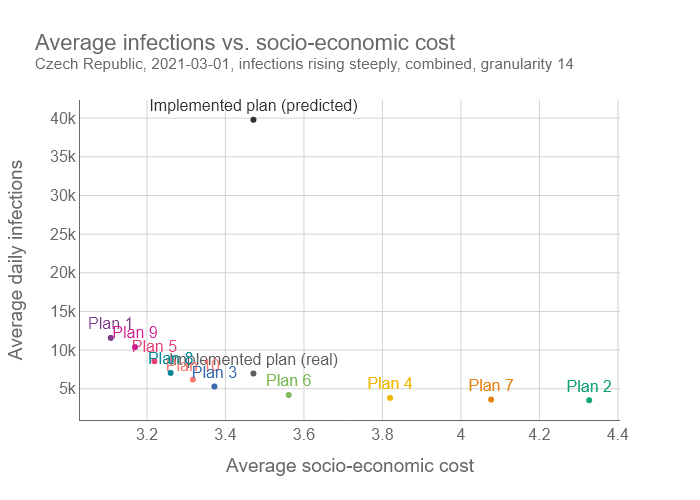 Average infections vs. socio-economic cost
Czech Republic, 2021-03-01, infections rising steeply, combined, granularity 14
Implemented plan (predicted)
40k
35k
30k
25k
20k
15k
10k
5k
Average daily infections
Plan 1
Plan 9
Plan 5
Plan 8
Implemented plan (real)
Plan 10
Plan 3
Plan 6
Plan 4
Plan 7
Plan 2
3.2
3.4
3.6
3.8
4
4.2
4.4
Average socio-economic cost